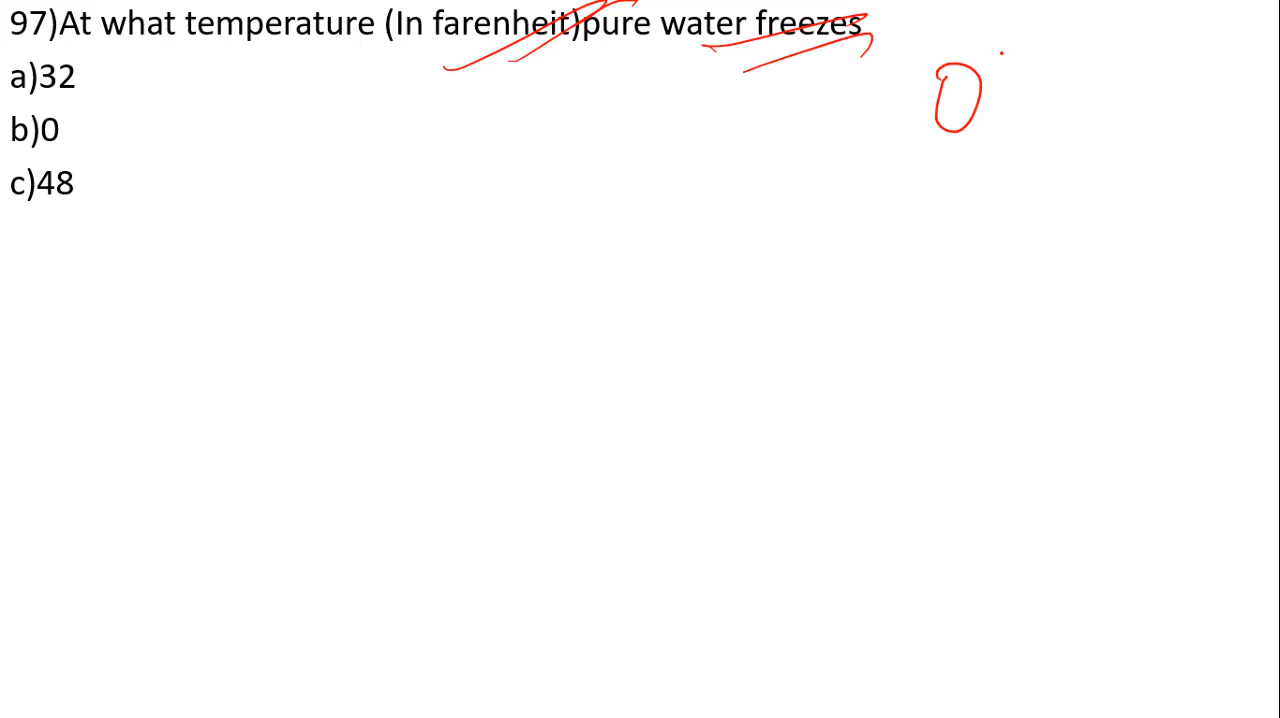 97)At what temperature (In farenheit)pure water freezes
a)32
0
b)0
c)48